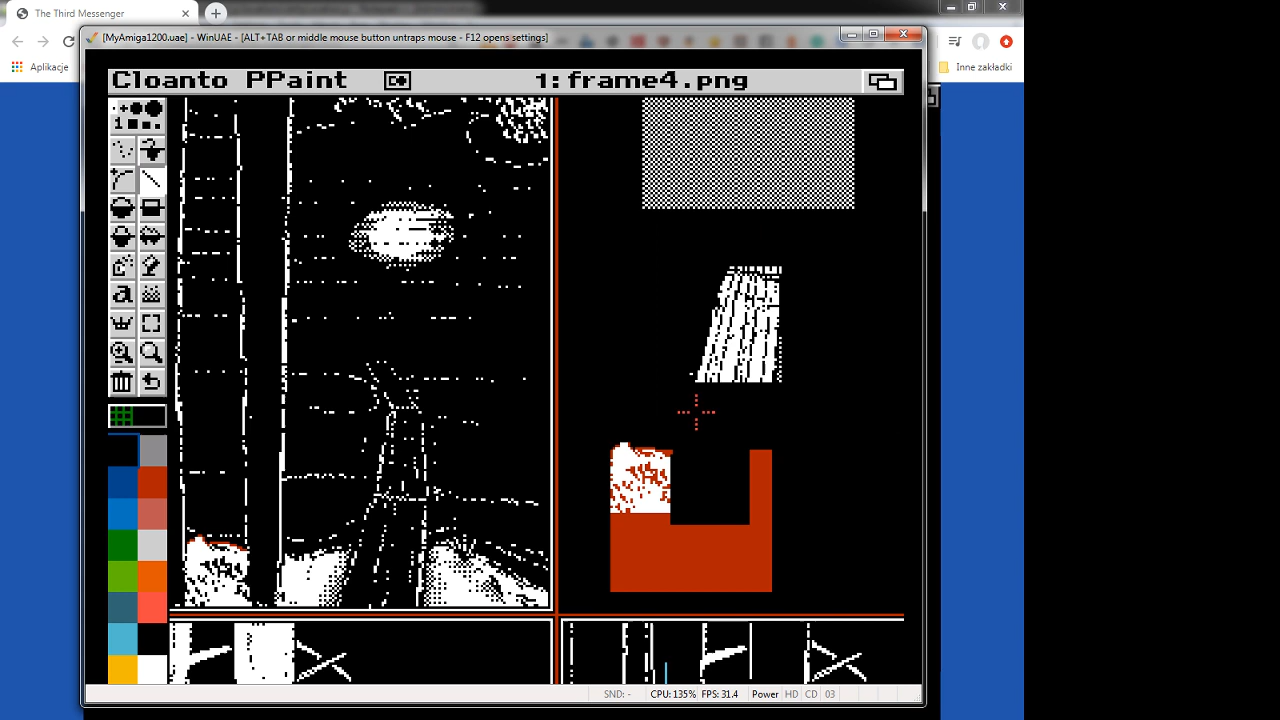 The Third Messenger
Aplikacje
Inne zakładki
[MyAmiga1200.uae] - WinUAE - [ALT+TAB or middle mouse button untraps mouse - F12 opens settings]
Cloanto PPaint
1:frame4.png
1
a
SND: -
CPU: 135%
FPS: 31.4
Power
HD
CD
03